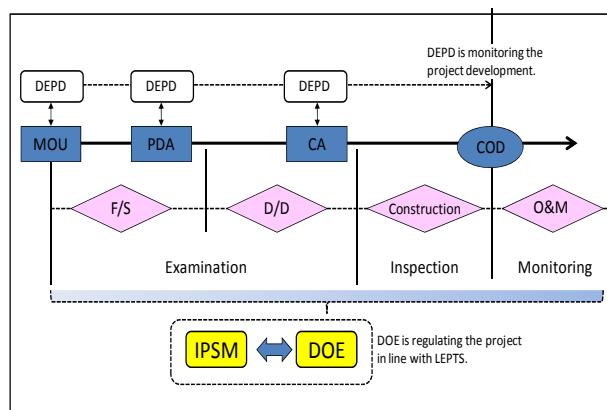 DEPD is monitoring the
project development.
DEPD
DEPD
DEPD
MOU
PDA
CA
COD
F/S
D/D
Construction
O&M
Examination
Inspection
Monitoring
IPSM
DOE
DOE is regulating the project
in line with LEPTS.